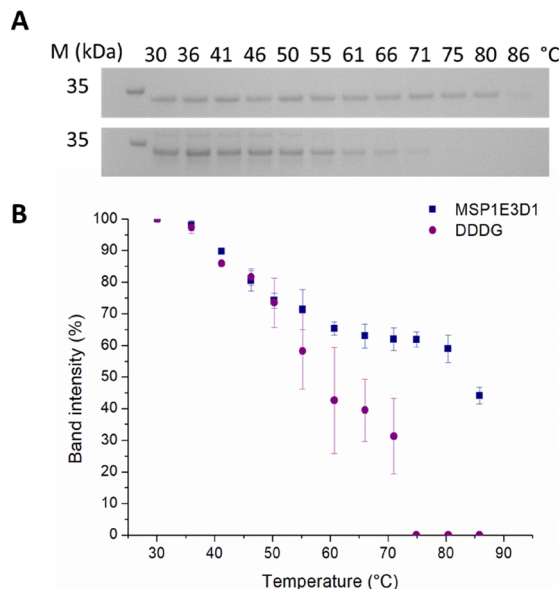 A
M (kDa) 30 36 41 46 50 55 61 66 71 75 80 86 °C
35
35
B
MSP1E3D1
DDDG
100
90
80
70
60
50
40
30
20
10
0
Band intensity (%)
30 40 50 60 70 80 90
Temperature (°C)